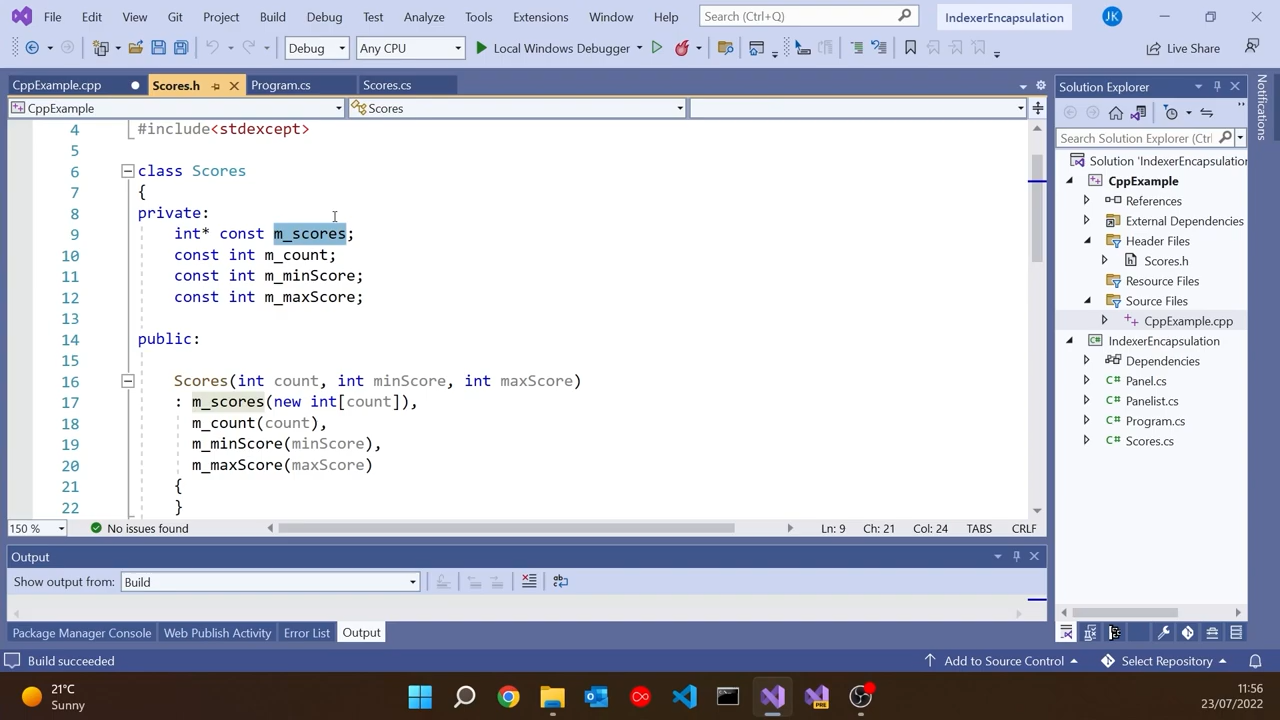 File Edit View Git Project Build Debug Test Analyze Tools Extensions Window Help Search (Ctrl+Q) IndexerEncapsulation JK
Debug Any CPU Local Windows Debugger Live Share
CppExample.cpp Scores.h Program.cs Scores.cs
CppExample Scores
4 #include<stdexcept>
5
6 class Scores
7 {
8 private:
9 int* const m_scores;
10 const int m_count;
11 const int m_minScore;
12 const int m_maxScore;
13
14 public:
15
16 Scores(int count, int minScore, int maxScore)
17 : m_scores(new int[count]),
18 m_count(count),
19 m_minScore(minScore),
20 m_maxScore(maxScore)
21 {
22 }
150 % No issues found Ln: 9 Ch: 21 Col: 24 TABS CRLF
Output
Show output from: Build
Package Manager Console Web Publish Activity Error List Output
Solution Explorer
Search Solution Explorer (Ctrl
Solution 'IndexerEncapsulation
CppExample
References
External Dependencies
Header Files
Scores.h
Resource Files
Source Files
CppExample.cpp
IndexerEncapsulation
Dependencies
Panel.cs
Panelist.cs
Program.cs
Scores.cs
Notifications
Build succeeded Add to Source Control Select Repository
21°C
Sunny
PRE
11:56
23/07/2022